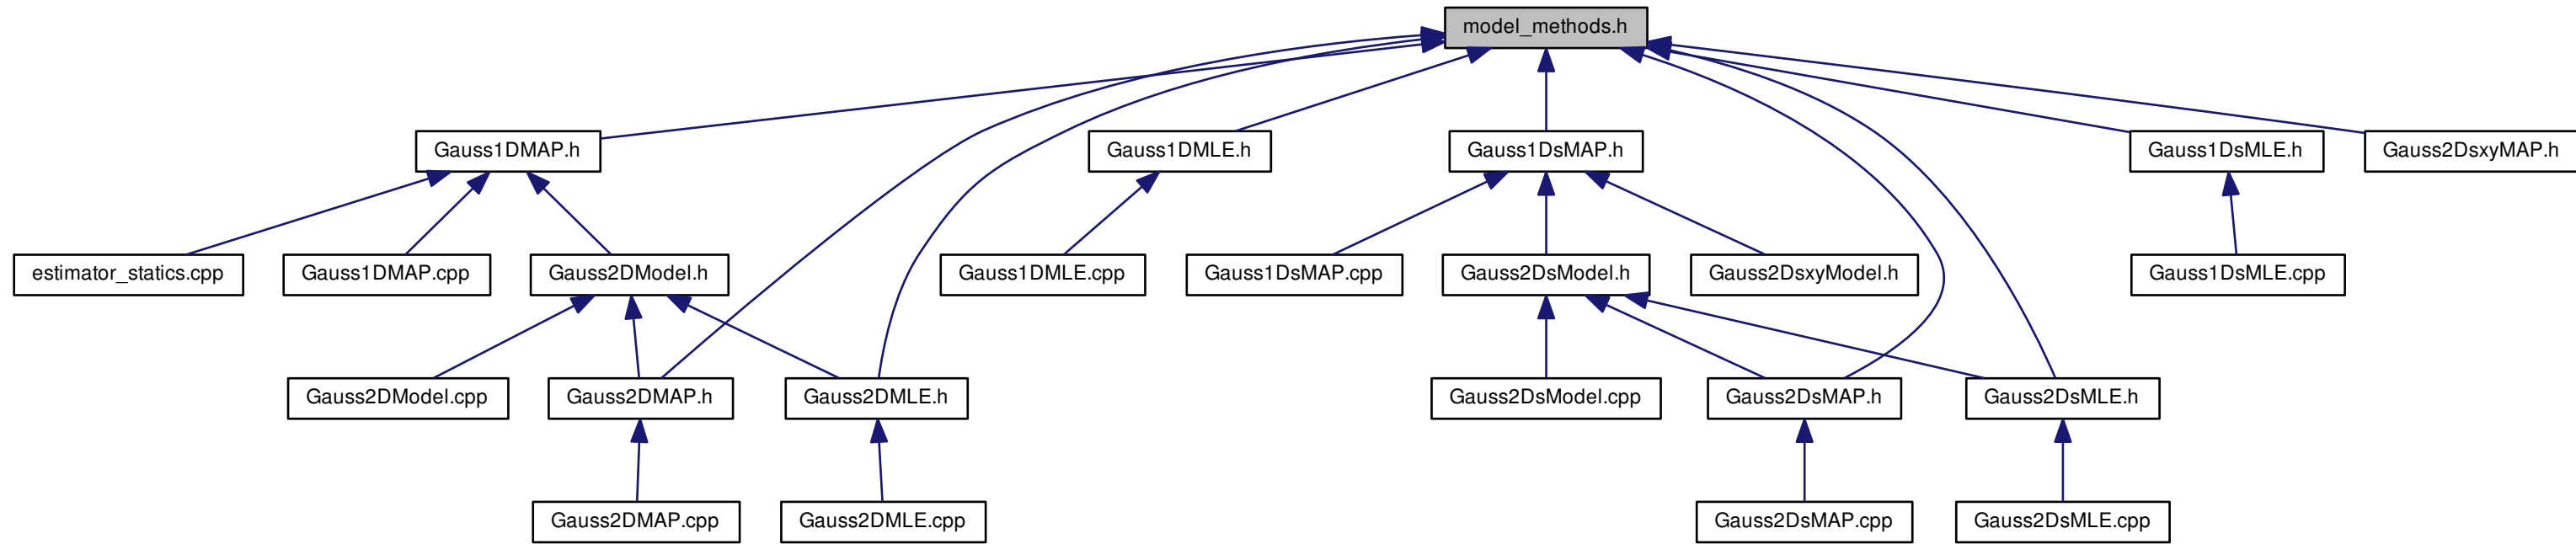 model_methods.h
Gauss1DMAP.h
Gauss1DMLE.h
Gauss1DsMAP.h
Gauss1DsMLE.h
Gauss2DsxyMAP.h
estimator_statics.cpp
Gauss1DMAP.cpp
Gauss2DModel.h
Gauss1DMLE.cpp
Gauss1DsMAP.cpp
Gauss2DsModel.h
Gauss2DsxyModel.h
Gauss1DsMLE.cpp
Gauss2DModel.cpp
Gauss2DMAP.h
Gauss2DMLE.h
Gauss2DsModel.cpp
Gauss2DsMAP.h
Gauss2DsMLE.h
Gauss2DMAP.cpp
Gauss2DMLE.cpp
Gauss2DsMAP.cpp
Gauss2DsMLE.cpp